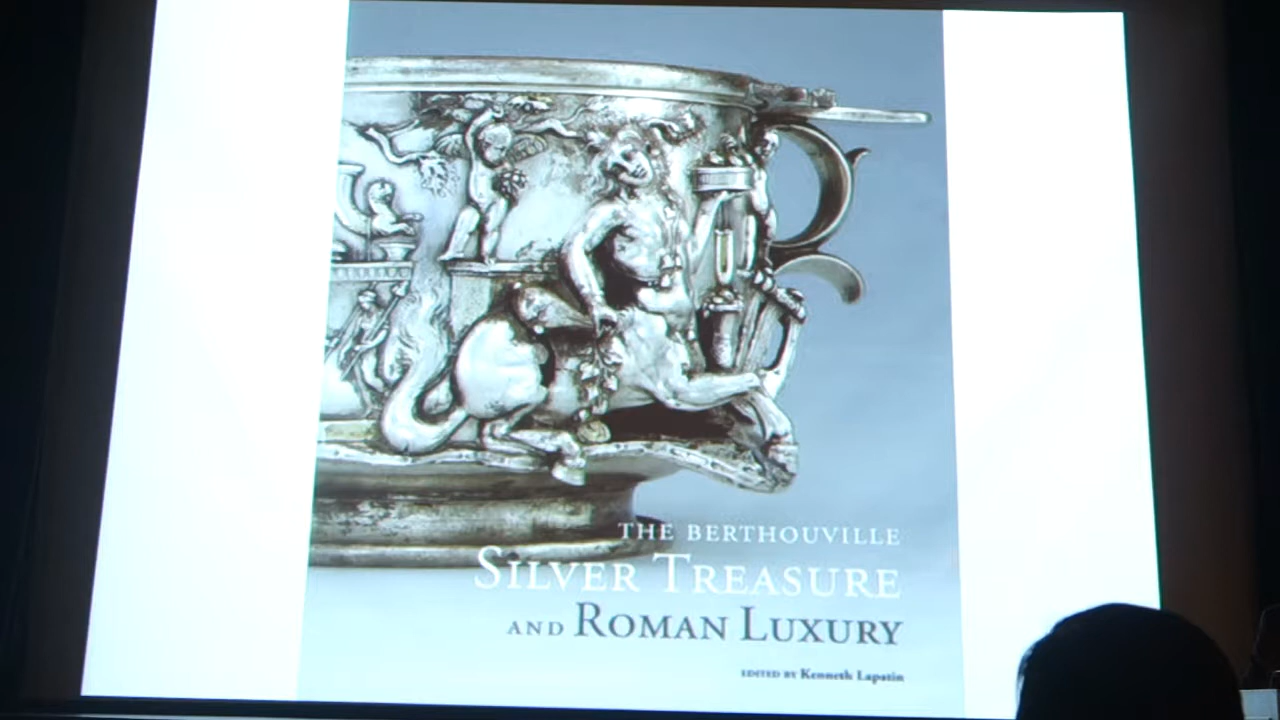 THE BERTHOUVILLE
SILVER TREASURE
AND ROMAN LUXURY
EDITED BY Kenneth Lapatin